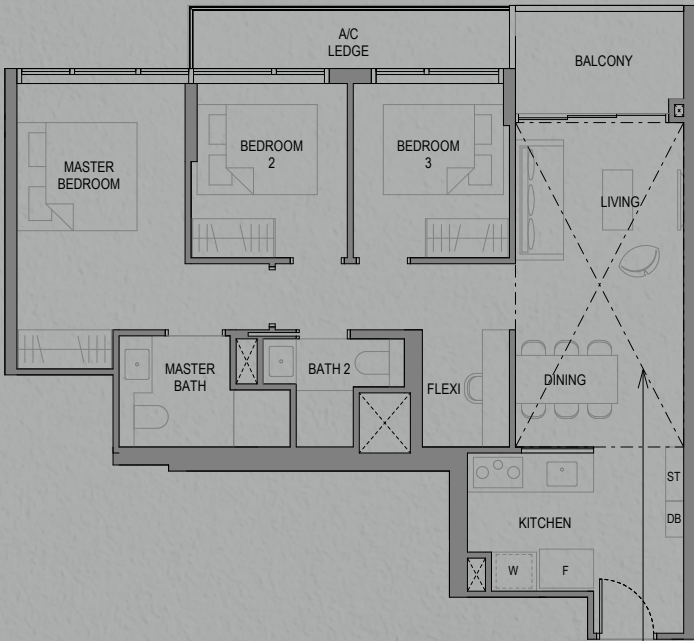 A/C
LEDGE
BALCONY
MASTER
BEDROOM
BEDROOM
2
BEDROOM
3
LIVING
MASTER
BATH
BATH 2
FLEXI
DINING
KITCHEN
ST
DB
W
F